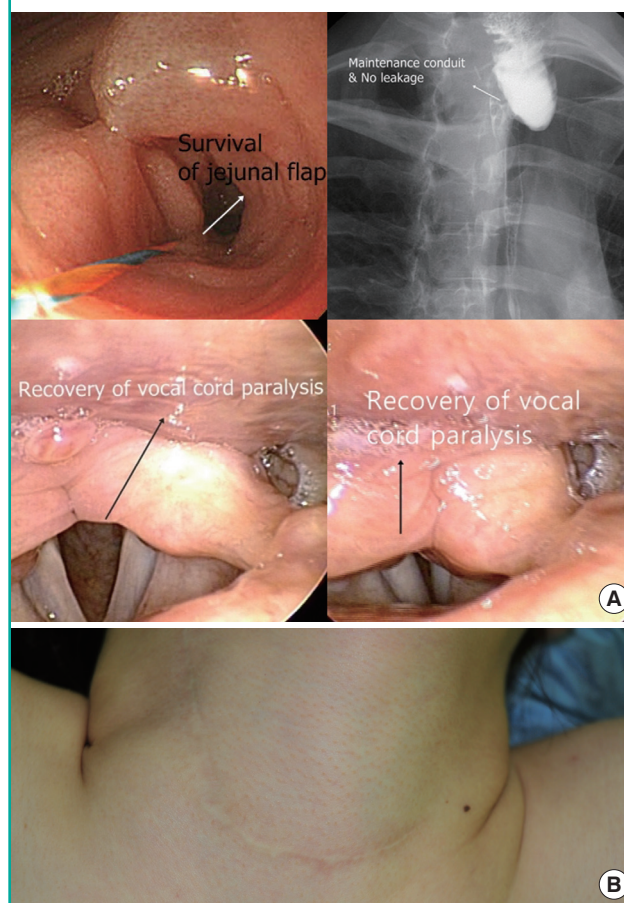 Survival
of jejunal flap
Maintenance conduit
& No leakage
Recovery of vocal cord paralysis
Recovery of vocal
cord paralysis
A
B